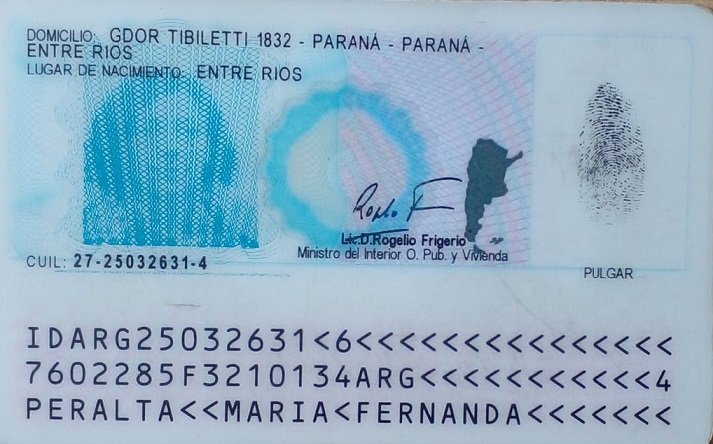 DOMICILIO: GDOR TIBILETTI 1832 - PARANÁ - PARANÁ -
ENTRE RIOS
LUGAR DE NACIMIENTO: ENTRE RIOS
Lic.D.Rogelio Frigerio
Ministro del Interior O. Pub. y Vivienda
CUIL: 27-25032631-4
PULGAR
IDARG25032631<6<<<<<<<<<<<<<<<
7602285F3210134ARG<<<<<<<<<<<4
PERALTA<<MARIA<FERNANDA<<<<<<<